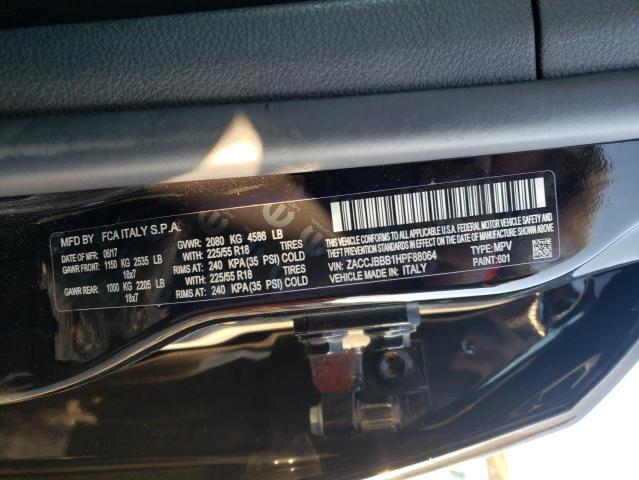 MFD BY FCA ITALY S.P.A.
DATE OF MFR 06/17 GVWR: 2080 KG 4586 LB
GAWR FRONT: 1150 KG 2535 LB 225/55 R18 TIRES
18x7 RIMS AT: 240 KPA(35 PSI) COLD
GAWR REAR: 1000 KG 2205 LB 225/55 R18 TIRES
18x7 RIMS AT: 240 KPA(35 PSI) COLD
THIS VEHICLE CONFORMS TO
ALL APPLICABLE U.S.A. FEDERAL
MOTOR VEHICLE SAFETY, BUMPER
AND THEFT PREVENTION STANDARDS
IN EFFECT ON THE DATE OF
MANUFACTURE SHOWN ABOVE
VIN: ZACCJBBB1HPF88064 TYPE: MPV
VEHICLE MADE IN: ITALY PAINT:601